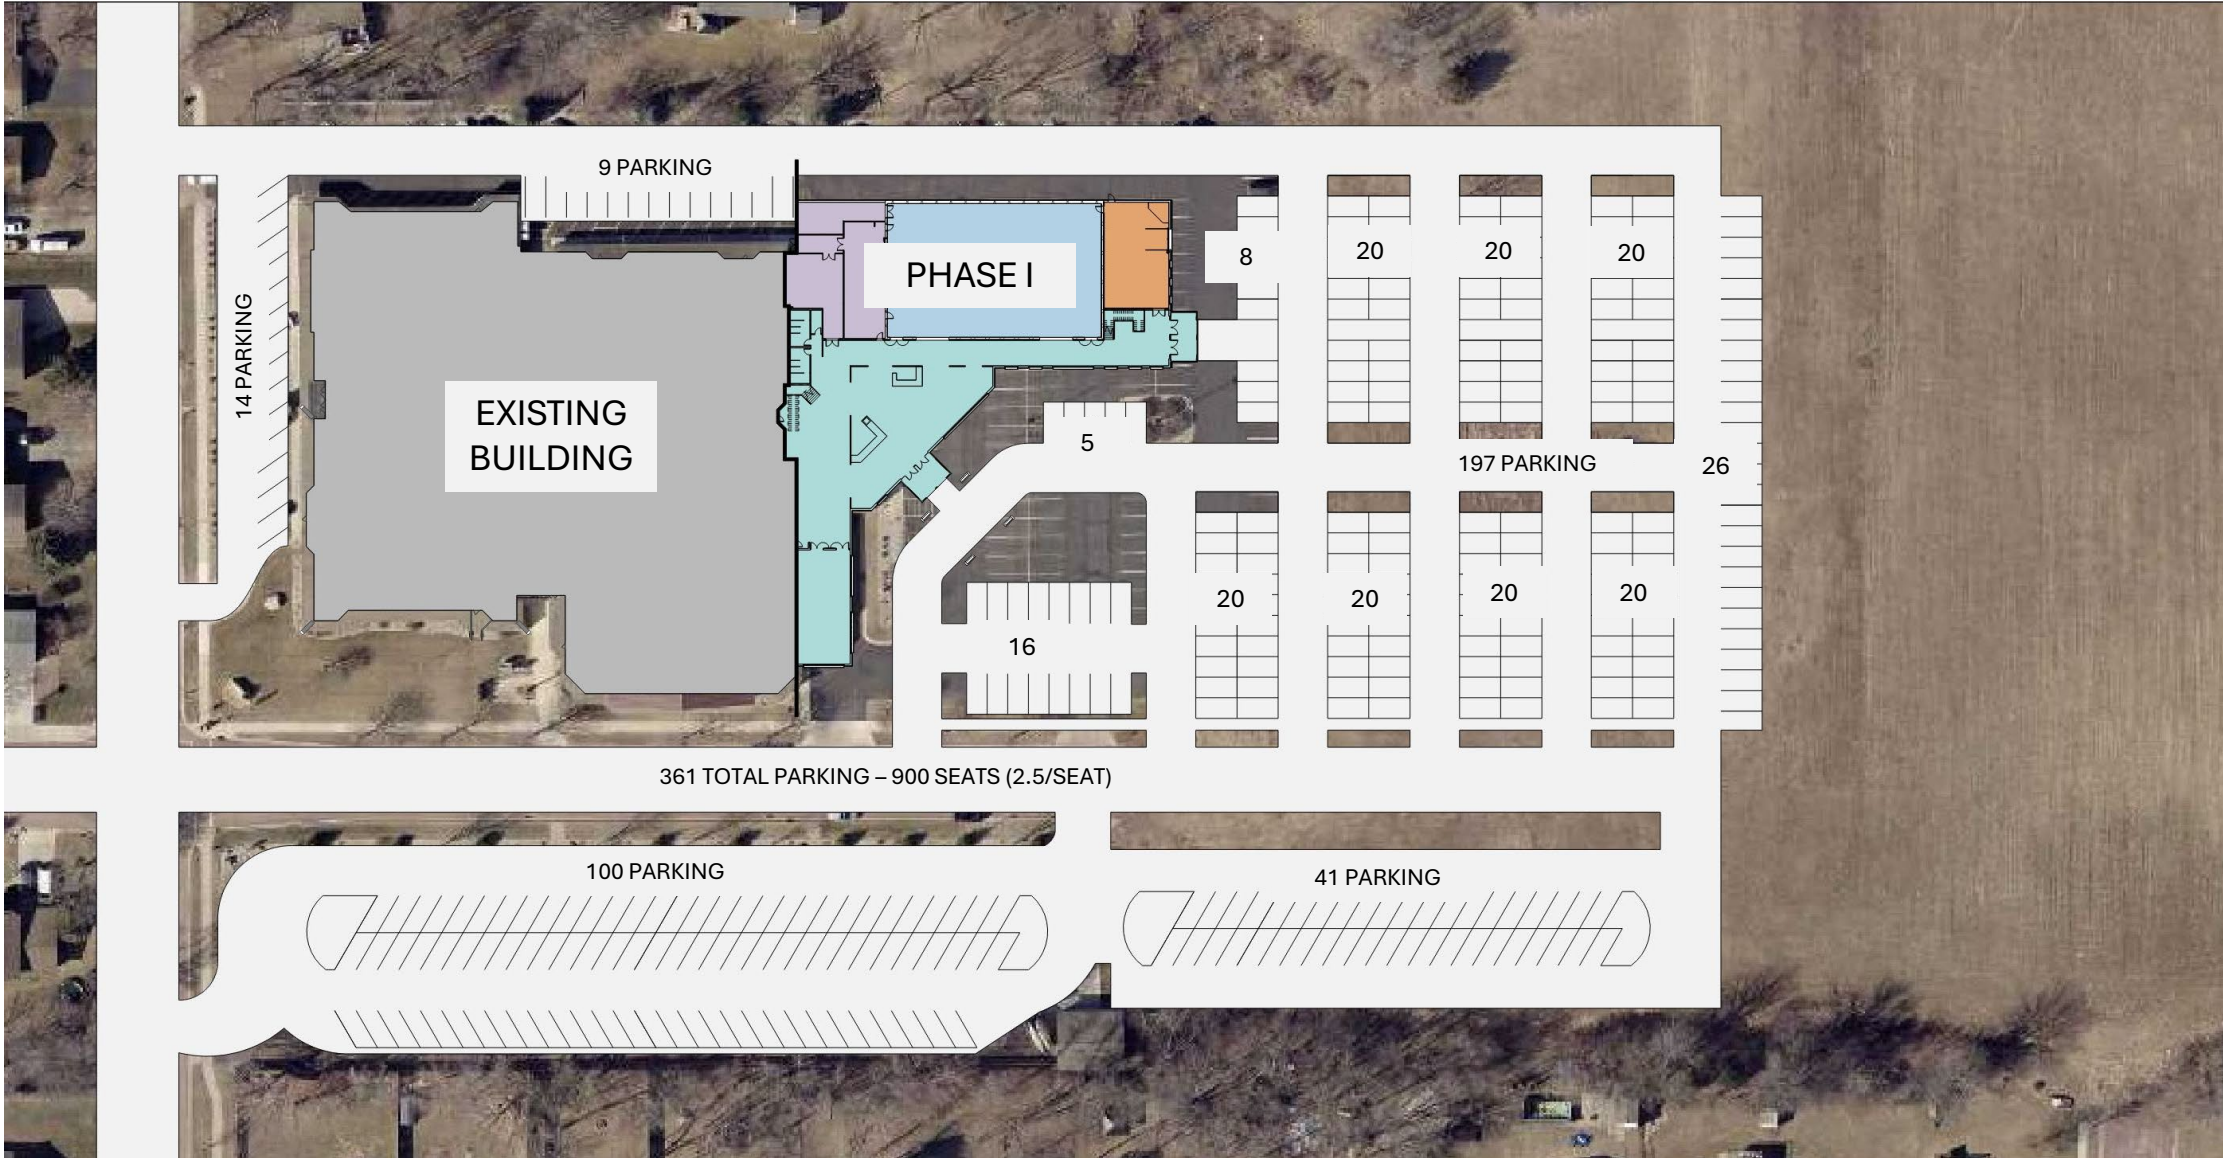 9 PARKING
14 PARKING
PHASE I
8
20
20
20
EXISTING
BUILDING
5
197 PARKING
26
20
20
20
20
16
361 TOTAL PARKING – 900 SEATS (2.5/SEAT)
100 PARKING
41 PARKING